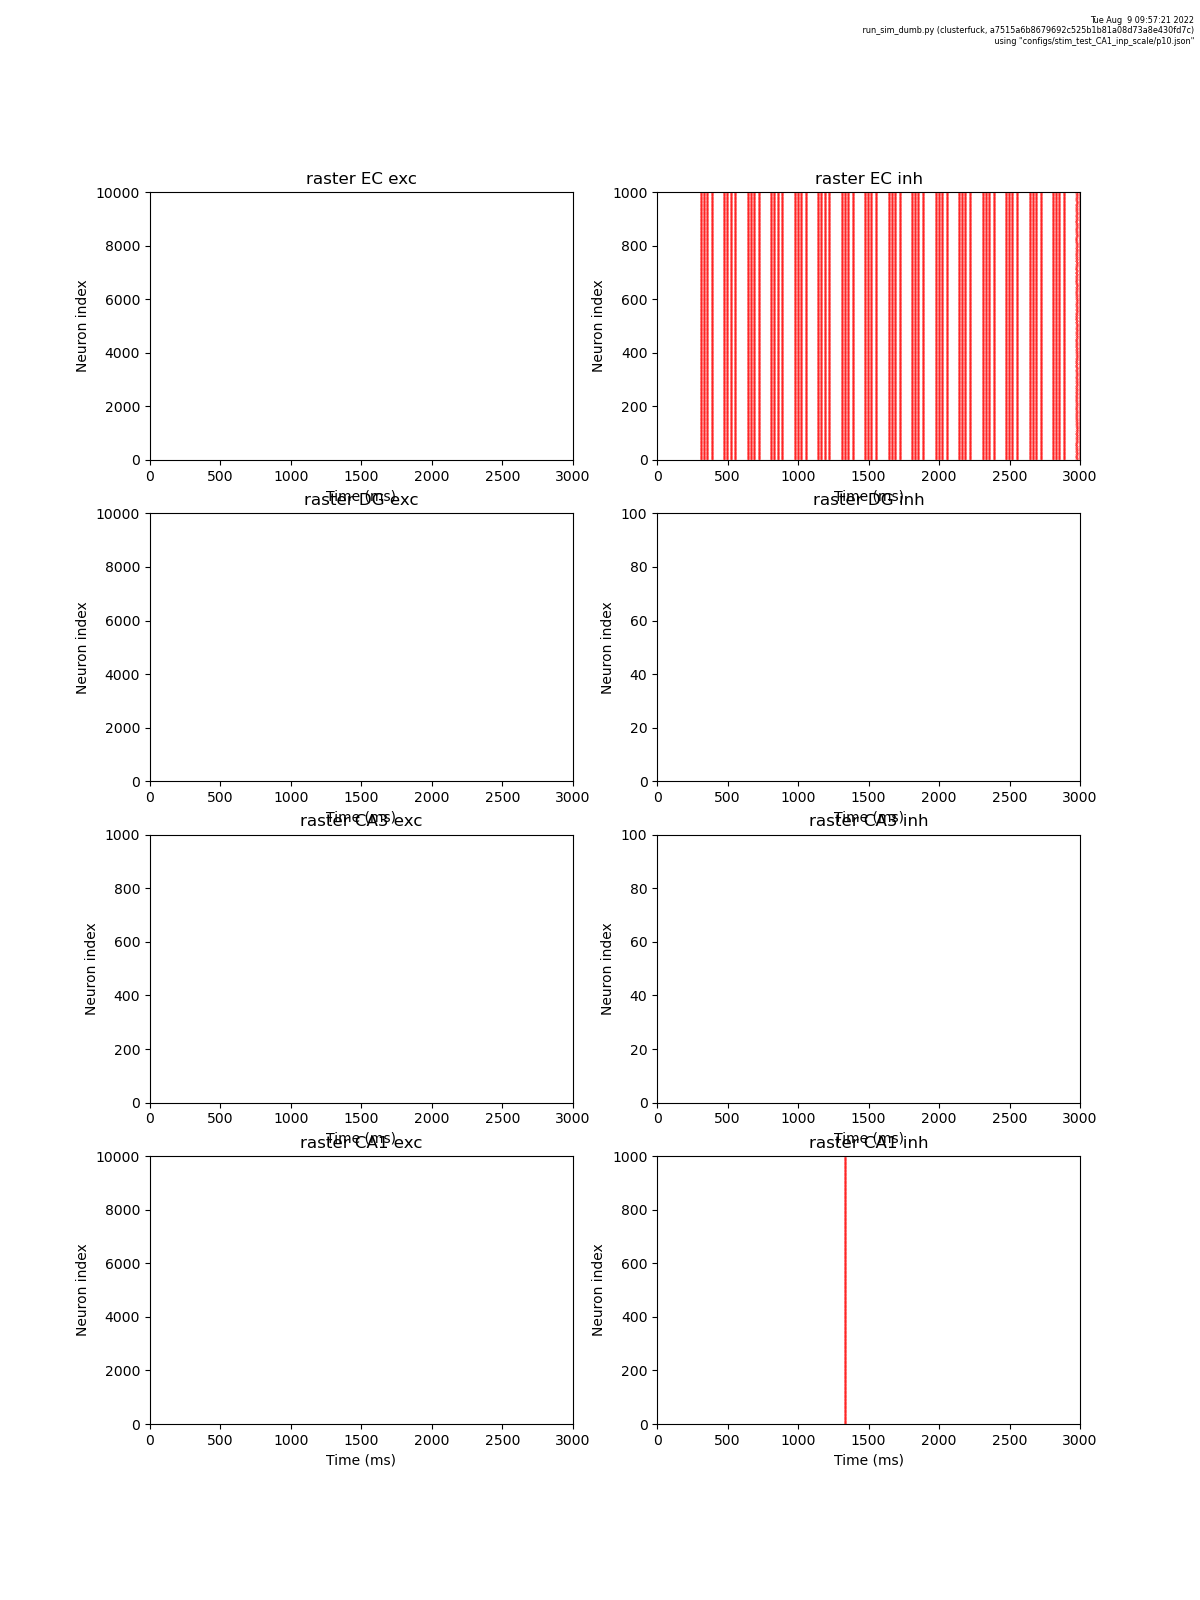 Tue Aug  9 09:57:21 2022
run_sim_dumb.py (clusterfuck, a7515a6b8679692c525b1b81a08d73a8e430fd7c)
using "configs/stim_test_CA1_inp_scale/p10.json"
raster EC exc
10000
8000
6000
4000
2000
0
Neuron index
0 500 1000 1500 2000 2500 3000
Time (ms)
raster EC inh
1000
800
600
400
200
0
Neuron index
0 500 1000 1500 2000 2500 3000
Time (ms)
raster DG exc
10000
8000
6000
4000
2000
0
Neuron index
0 500 1000 1500 2000 2500 3000
Time (ms)
raster DG inh
100
80
60
40
20
0
Neuron index
0 500 1000 1500 2000 2500 3000
Time (ms)
raster CA3 exc
1000
800
600
400
200
0
Neuron index
0 500 1000 1500 2000 2500 3000
Time (ms)
raster CA3 inh
100
80
60
40
20
0
Neuron index
0 500 1000 1500 2000 2500 3000
Time (ms)
raster CA1 exc
10000
8000
6000
4000
2000
0
Neuron index
0 500 1000 1500 2000 2500 3000
Time (ms)
raster CA1 inh
1000
800
600
400
200
0
Neuron index
0 500 1000 1500 2000 2500 3000
Time (ms)